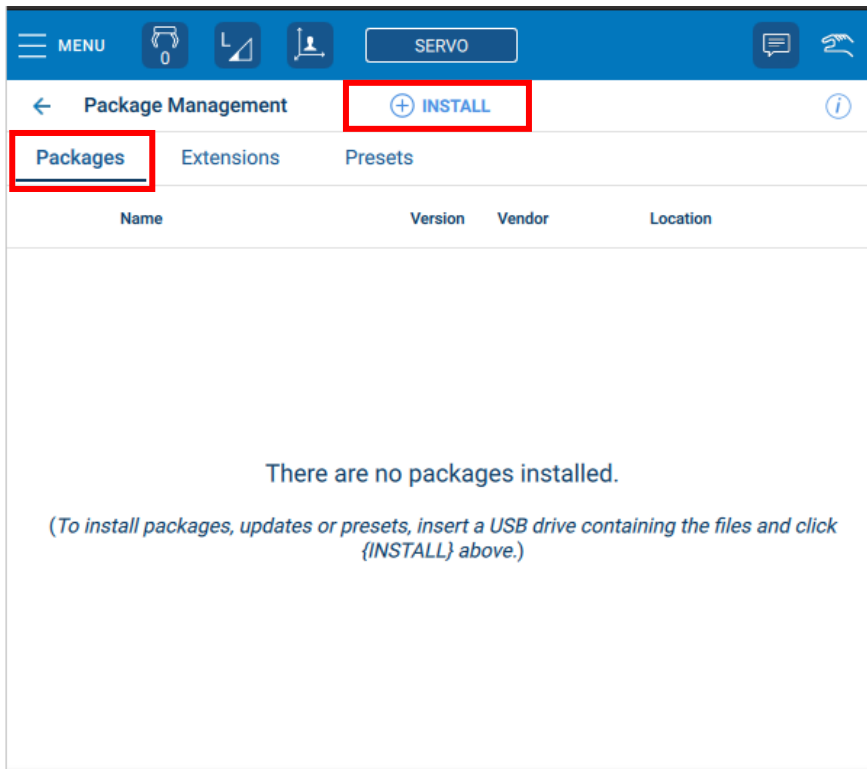 MENU
0
L
SERVO
Package Management
INSTALL
i
Packages Extensions Presets
Name Version Vendor Location
There are no packages installed.
(To install packages, updates or presets, insert a USB drive containing the files and click
{INSTALL} above.)